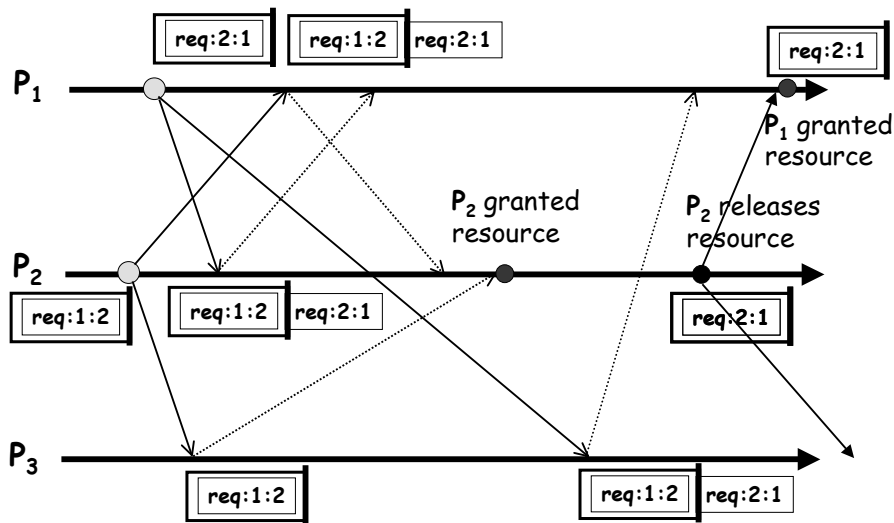 req:2:1
req:1:2 req:2:1
req:2:1
P1
P1 granted
resource
P2 granted
resource
P2 releases
resource
P2
req:1:2
req:1:2 req:2:1
req:2:1
P3
req:1:2
req:1:2 req:2:1